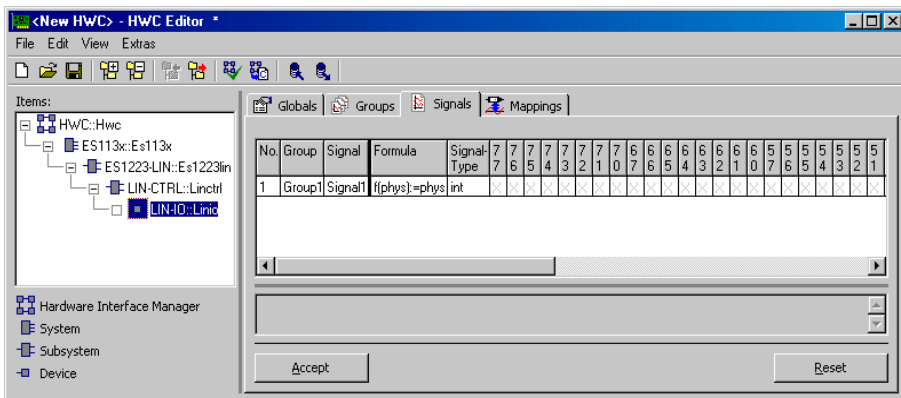 <New HWC> - HWC Editor *
File Edit View Extras
Items:
HWC::Hwc
ES113x::Es113x
ES1223-LIN::Es1223lin
LIN-CTRL::Linctrl
LIN-IO::Linio
Hardware Interface Manager
System
Subsystem
Device
Globals Groups Signals Mappings
No. Group Signal Formula Signal- 7 7 7 7 7 7 7 7 6 6 6 6 6 6 6 6 5 5 5 5 5 5 5
Type 7 6 5 4 3 2 1 0 7 6 5 4 3 2 1 0 7 6 5 4 3 2 1
1 Group1 Signal1 f(phys):=phys int X X X X X X X X X X X X X X X X X X X X X X X
Accept Reset